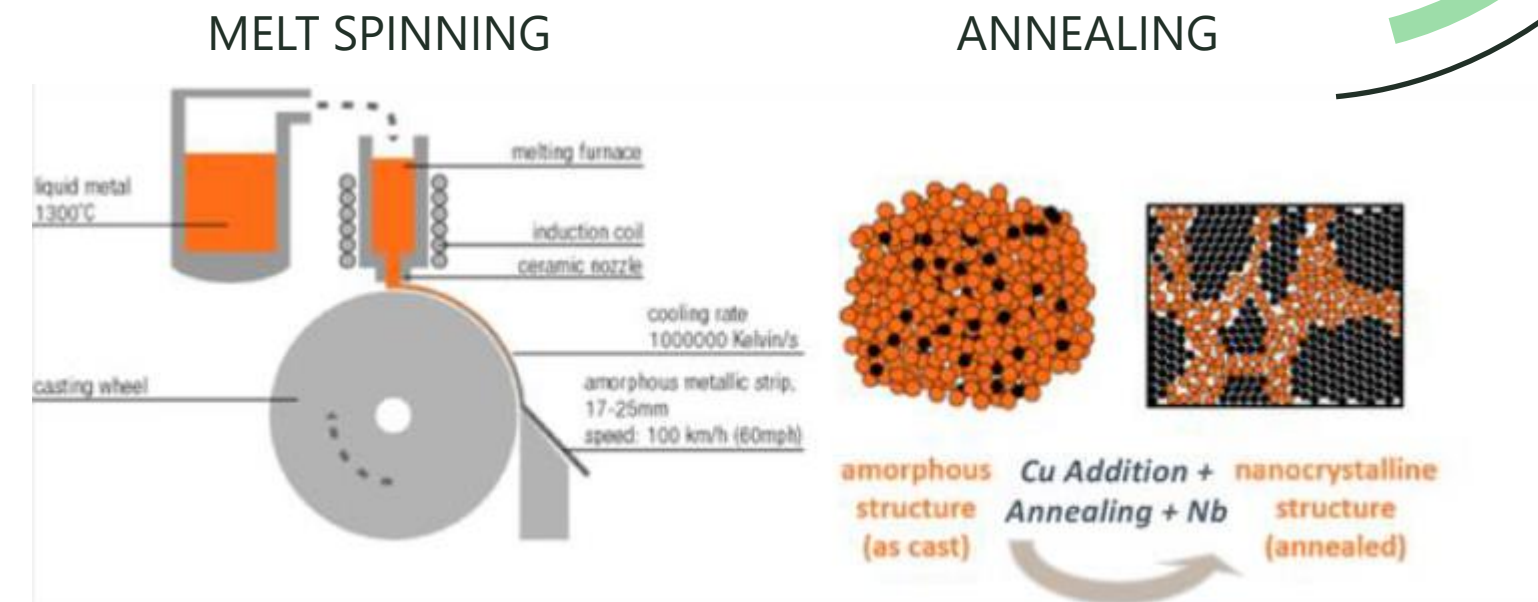 MELT SPINNING
ANNEALING
liquid metal
1300°C
melting furnace
induction coil
ceramic nozzle
cooling rate
1000000 Kelvin/s
casting wheel
amorphous metallic strip,
17-25mm
speed: 100 km/h (60mph)
amorphous
structure
(as cast)
Cu Addition +
Annealing + Nb
nanocrystalline
structure
(annealed)